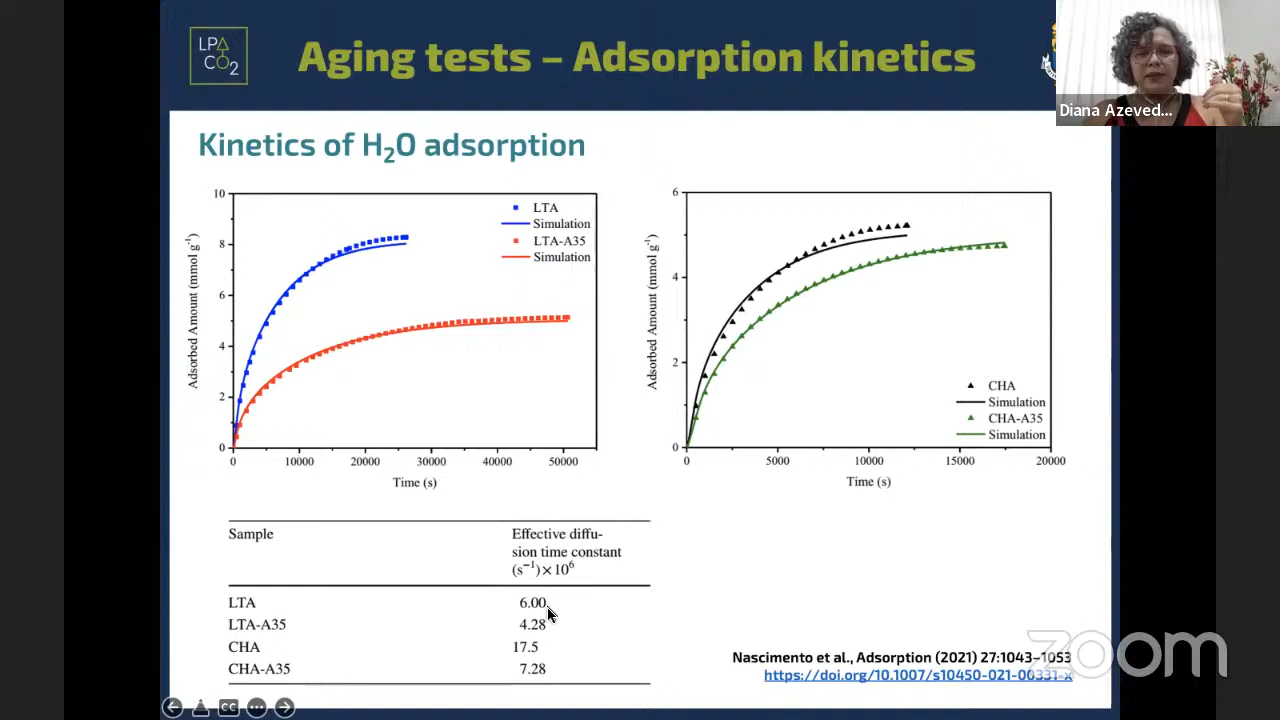 LPA
CO2
Aging tests – Adsorption kinetics
Diana Azeved...
Kinetics of H2O adsorption
10
8
6
4
2
0
Adsorbed Amount (mmol g-1)
LTA
Simulation
LTA-A35
Simulation
0 10000 20000 30000 40000 50000
Time (s)
6
4
2
0
Adsorbed Amount (mmol g-1)
CHA
Simulation
CHA-A35
Simulation
0 5000 10000 15000 20000
Time (s)
Sample Effective diffu-
sion time constant
(s−1) × 106
LTA 6.00
LTA-A35 4.28
CHA 17.5
CHA-A35 7.28
Nascimento et al., Adsorption (2021) 27:1043–1053
https://doi.org/10.1007/s10450-021-00331-x
zoom
CC